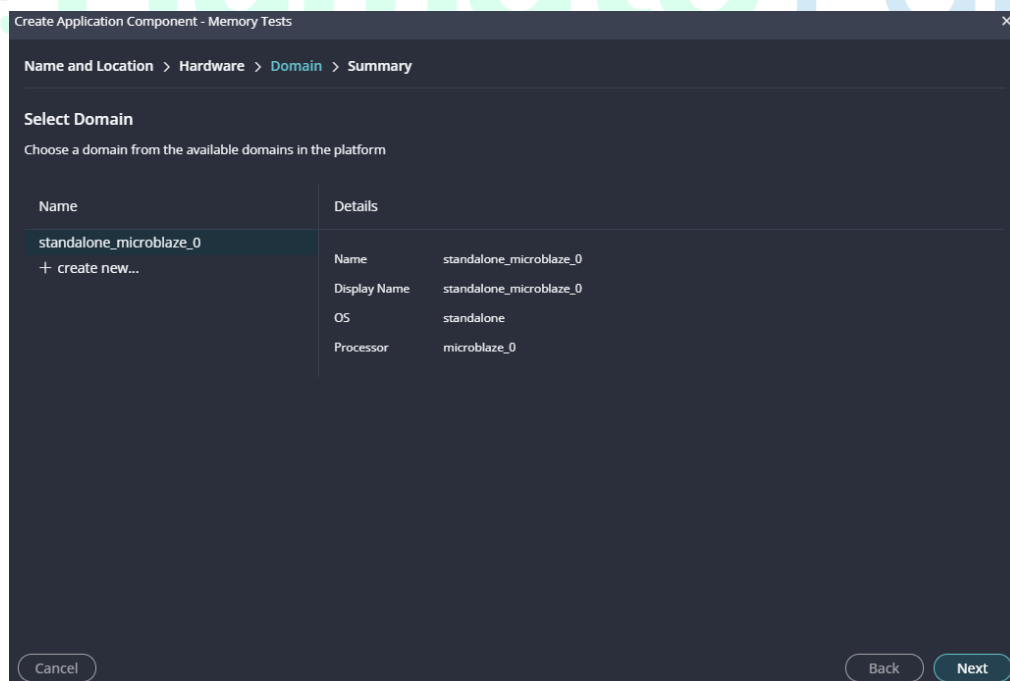 Create Application Component - Memory Tests
Name and Location > Hardware > Domain > Summary
Select Domain
Choose a domain from the available domains in the platform
Name Details
standalone_microblaze_0
+ create new...
Name standalone_microblaze_0
Display Name standalone_microblaze_0
OS standalone
Processor microblaze_0
Cancel Back Next